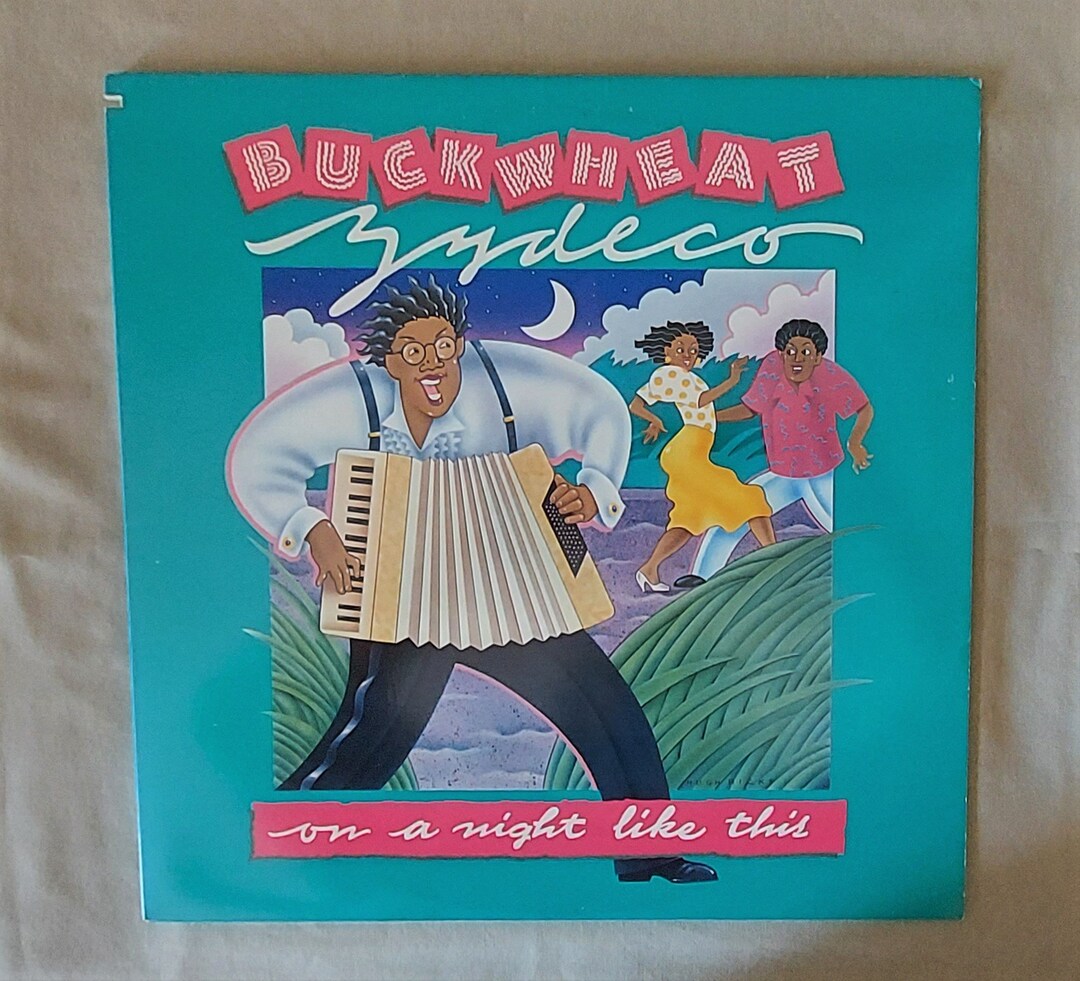 BUCKWHEAT
Zydeco
on a night like this